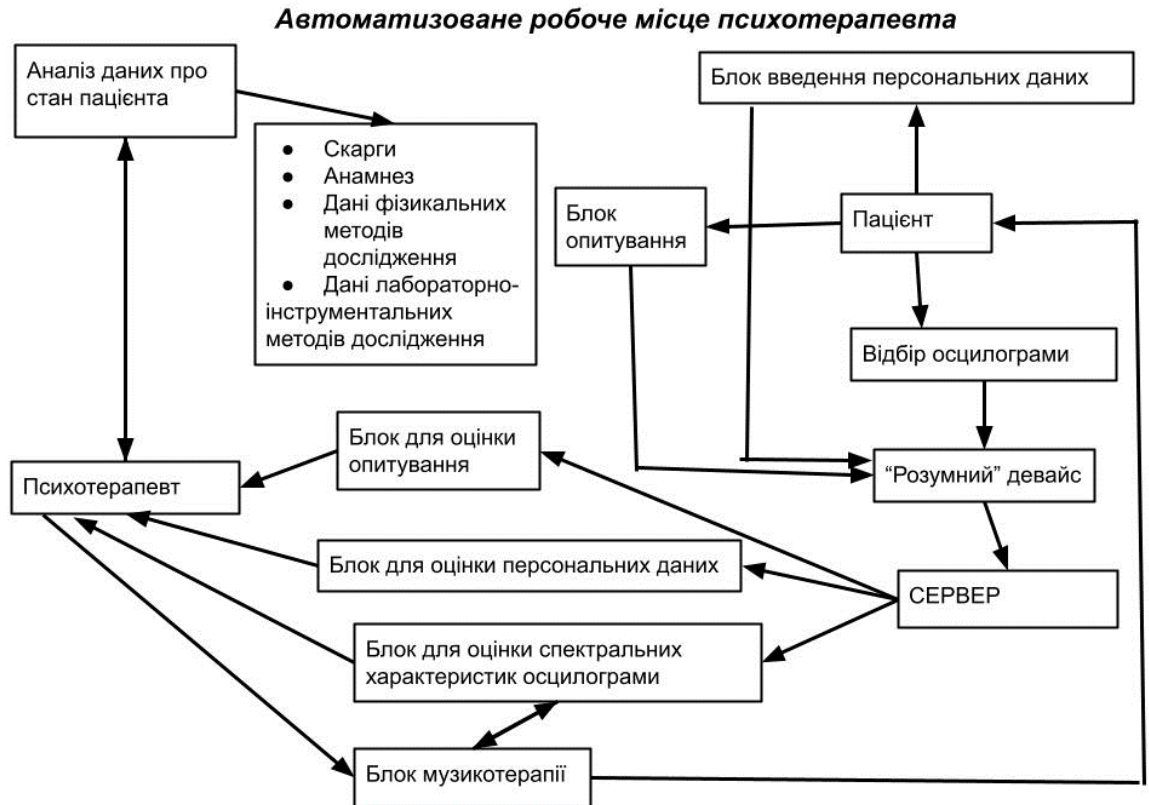 Автоматизоване робоче місце психотерапевта
Аналіз даних про
стан пацієнта
Блок введення персональних даних
● Скарги
● Анамнез
● Дані фізикальних
методів
дослідження
● Дані лабораторно-
інструментальних
методів дослідження
Блок
опитування
Пацієнт
Відбір осцилограми
Блок для оцінки
опитування
Психотерапевт
“Розумний” девайс
Блок для оцінки персональних даних
СЕРВЕР
Блок для оцінки спектральних
характеристик осцилограми
Блок музикотерапії